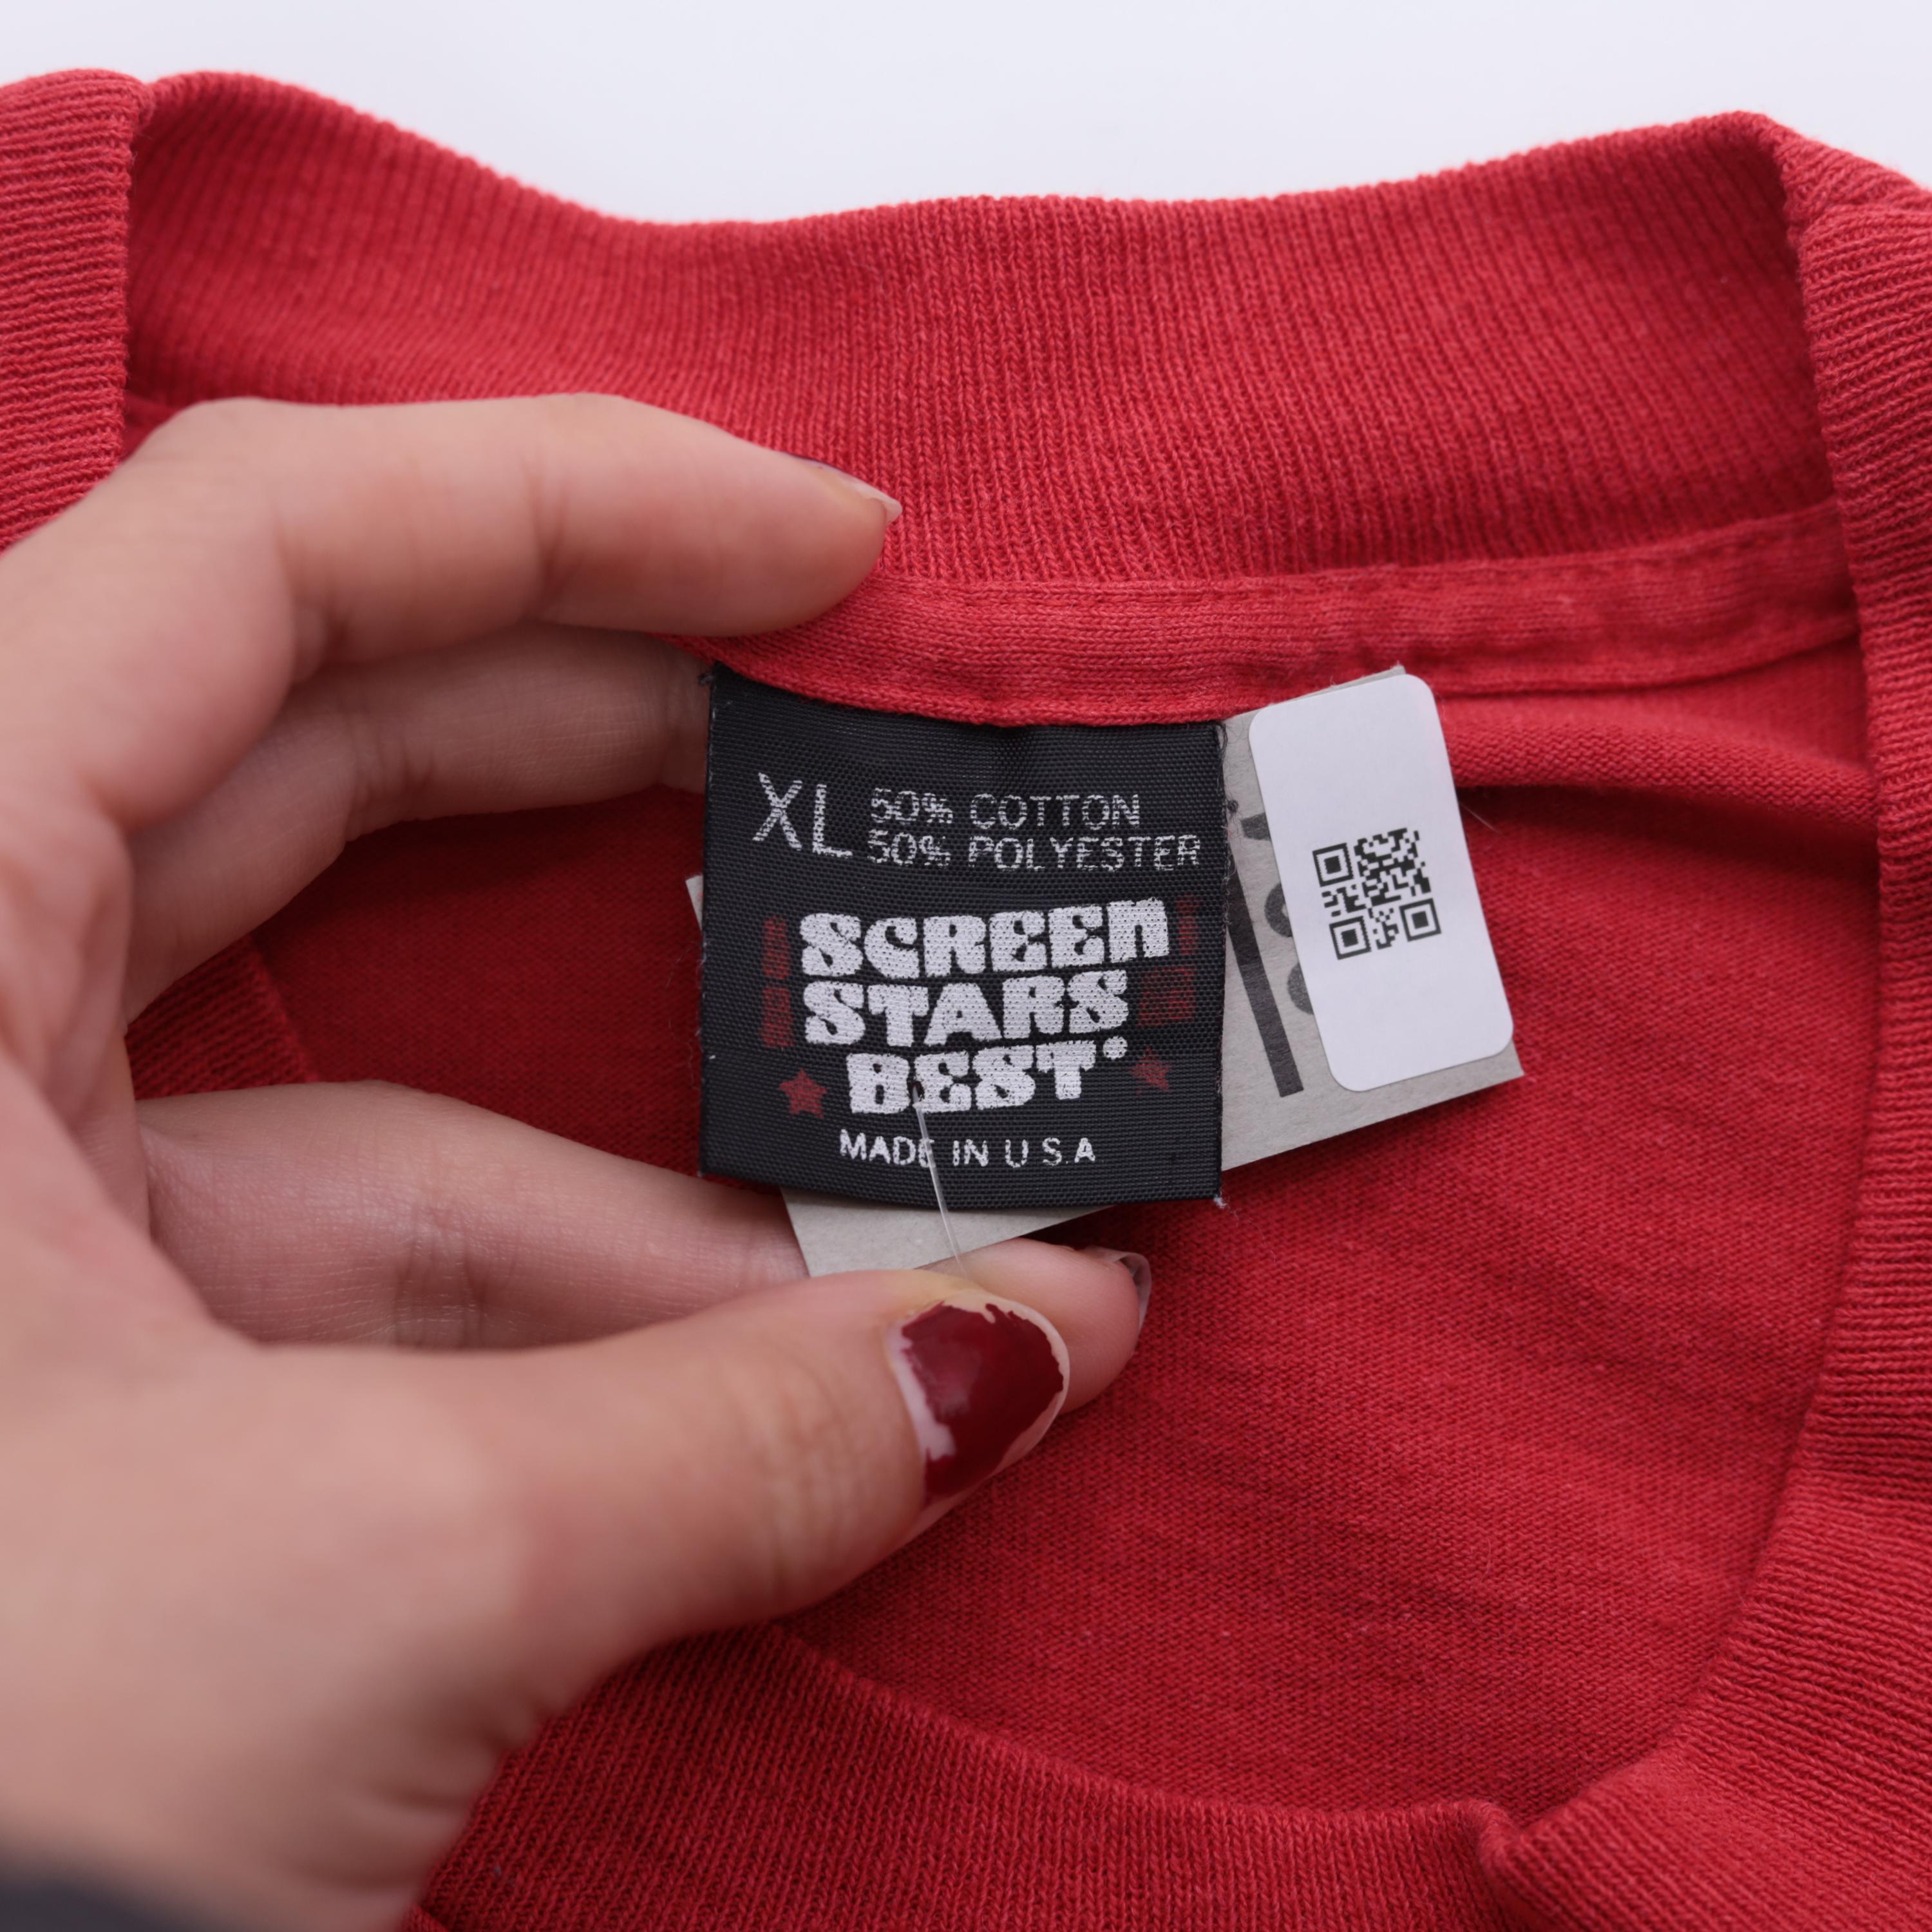 XL 50% COTTON
50% POLYESTER
SCREEN
STARS
BEST
MADE IN U S.A